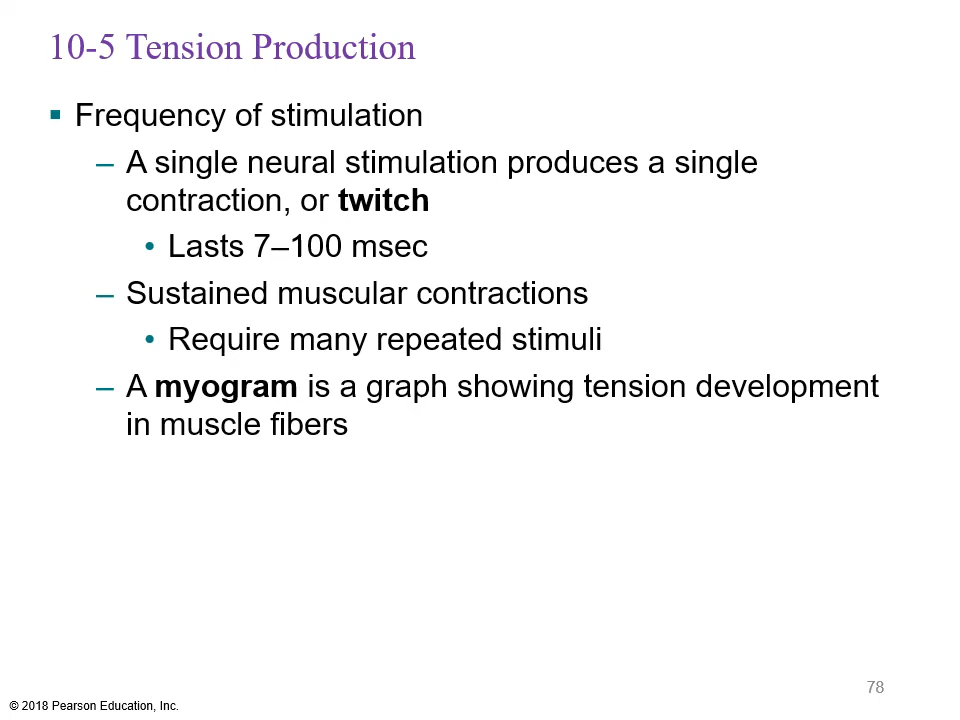 10-5 Tension Production
▪ Frequency of stimulation
– A single neural stimulation produces a single
contraction, or twitch
• Lasts 7–100 msec
– Sustained muscular contractions
• Require many repeated stimuli
– A myogram is a graph showing tension development
in muscle fibers
78
© 2018 Pearson Education, Inc.